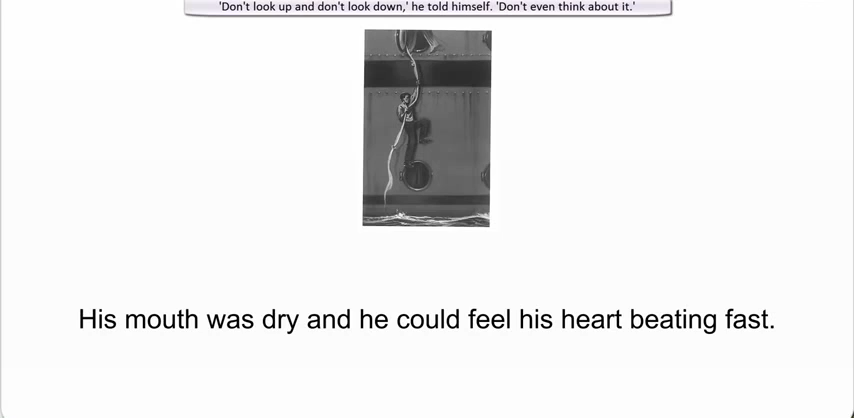 'Don't look up and don't look down,' he told himself. 'Don't even think about it.'
His mouth was dry and he could feel his heart beating fast.